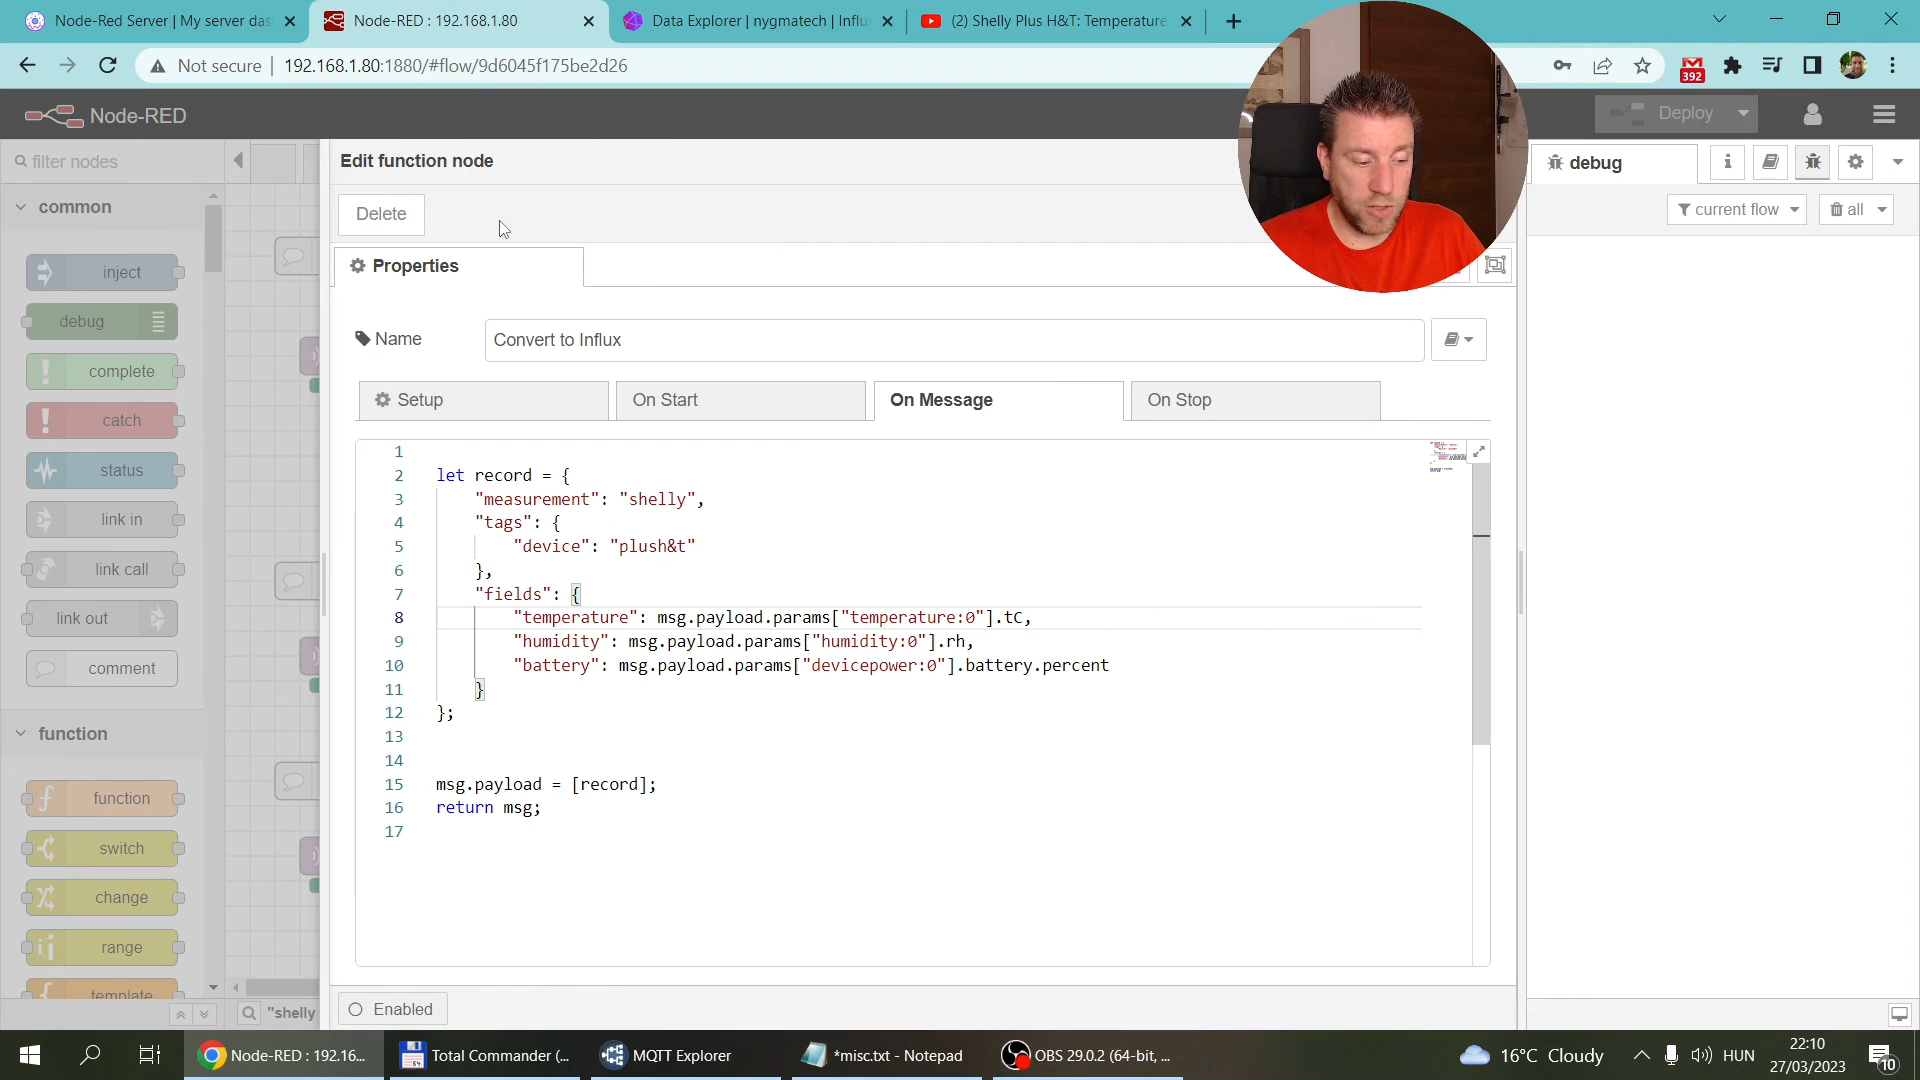 Node-Red Server | My server das
Node-RED : 192.168.1.80
Data Explorer | nygmatech | Influ
(2) Shelly Plus H&T: Temperature
Not secure
192.168.1.80:1880/#flow/9d6045f175be2d26
392
Node-RED
Deploy
filter nodes
Edit function node
debug
common
Delete
current flow
all
inject
Properties
debug
Name
Convert to Influx
complete
Setup
On Start
On Message
On Stop
catch
1
status
2 let record = {
3 "measurement": "shelly",
link in
4 "tags": {
5 "device": "plush&t"
link call
6 },
7 "fields": {
link out
8 "temperature": msg.payload.params["temperature:0"].tC,
9 "humidity": msg.payload.params["humidity:0"].rh,
comment
10 "battery": msg.payload.params["devicepower:0"].battery.percent
11 }
12 };
function
13
14
15 msg.payload = [record];
function
16 return msg;
17
switch
change
range
template
Enabled
"shelly
Node-RED : 192.16...
Total Commander (...
MQTT Explorer
*misc.txt - Notepad
OBS 29.0.2 (64-bit, ...
16°C Cloudy
HUN
22:10
27/03/2023
10